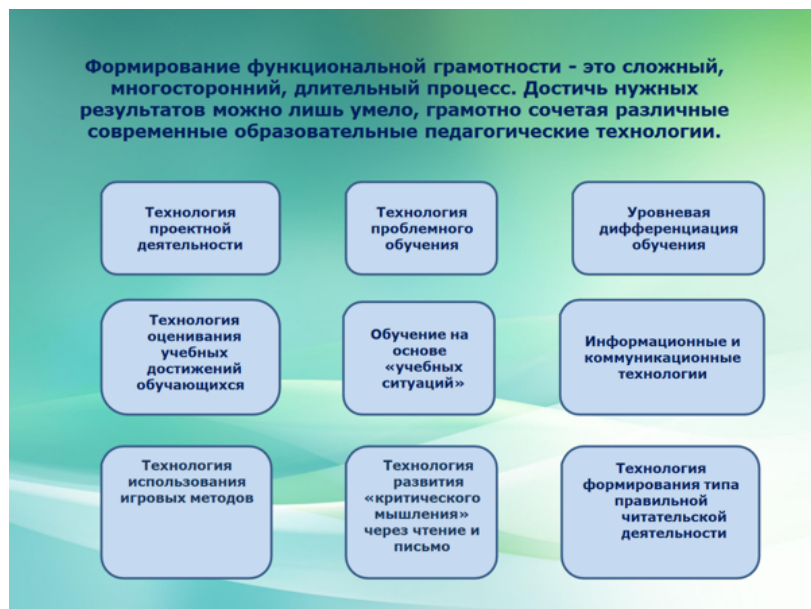 Формирование функциональной грамотности - это сложный,
многосторонний, длительный процесс. Достичь нужных
результатов можно лишь умело, грамотно сочетая различные
современные образовательные педагогические технологии.
Технология
проектной
деятельности
Технология
проблемного
обучения
Уровневая
дифференциация
обучения
Технология
оценивания
учебных
достижений
обучающихся
Обучение на
основе
«учебных
ситуаций»
Информационные и
коммуникационные
технологии
Технология
использования
игровых методов
Технология
развития
«критического
мышления»
через чтение и
письмо
Технология
формирования типа
правильной
читательской
деятельности